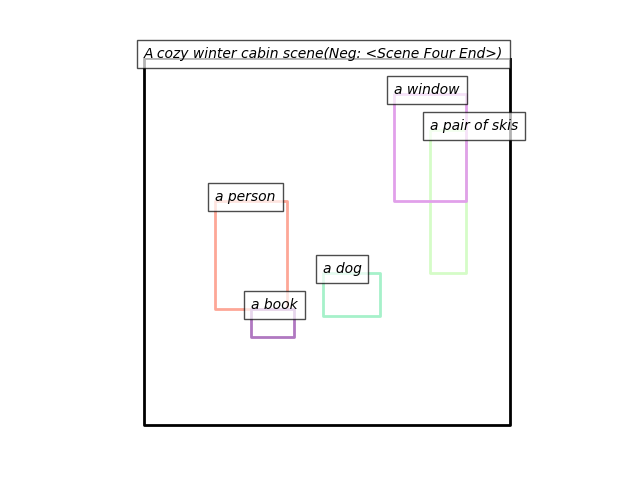 A cozy winter cabin scene(Neg: <Scene Four End>)
a window
a pair of skis
a person
a dog
a book